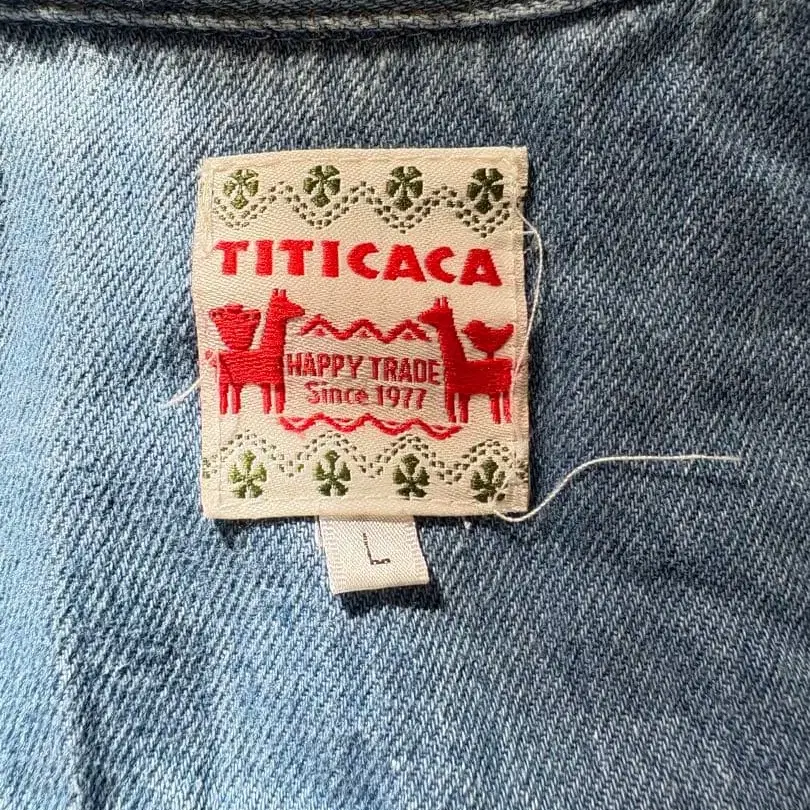 TITICACA
HAPPY TRADE
Since 1977
L